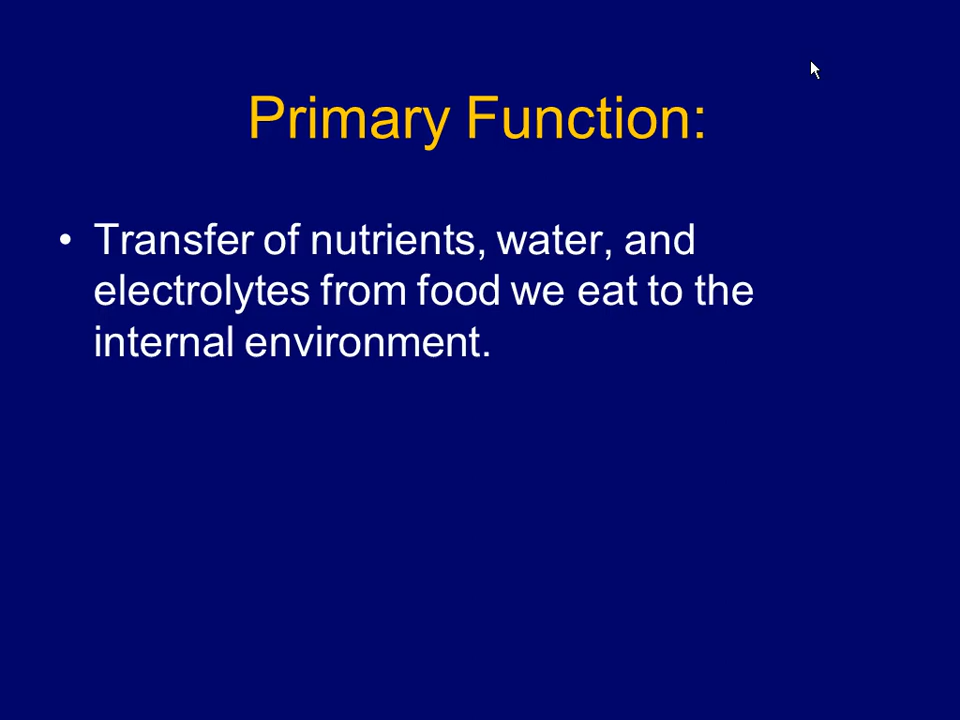 Primary Function:
• Transfer of nutrients, water, and
electrolytes from food we eat to the
internal environment.